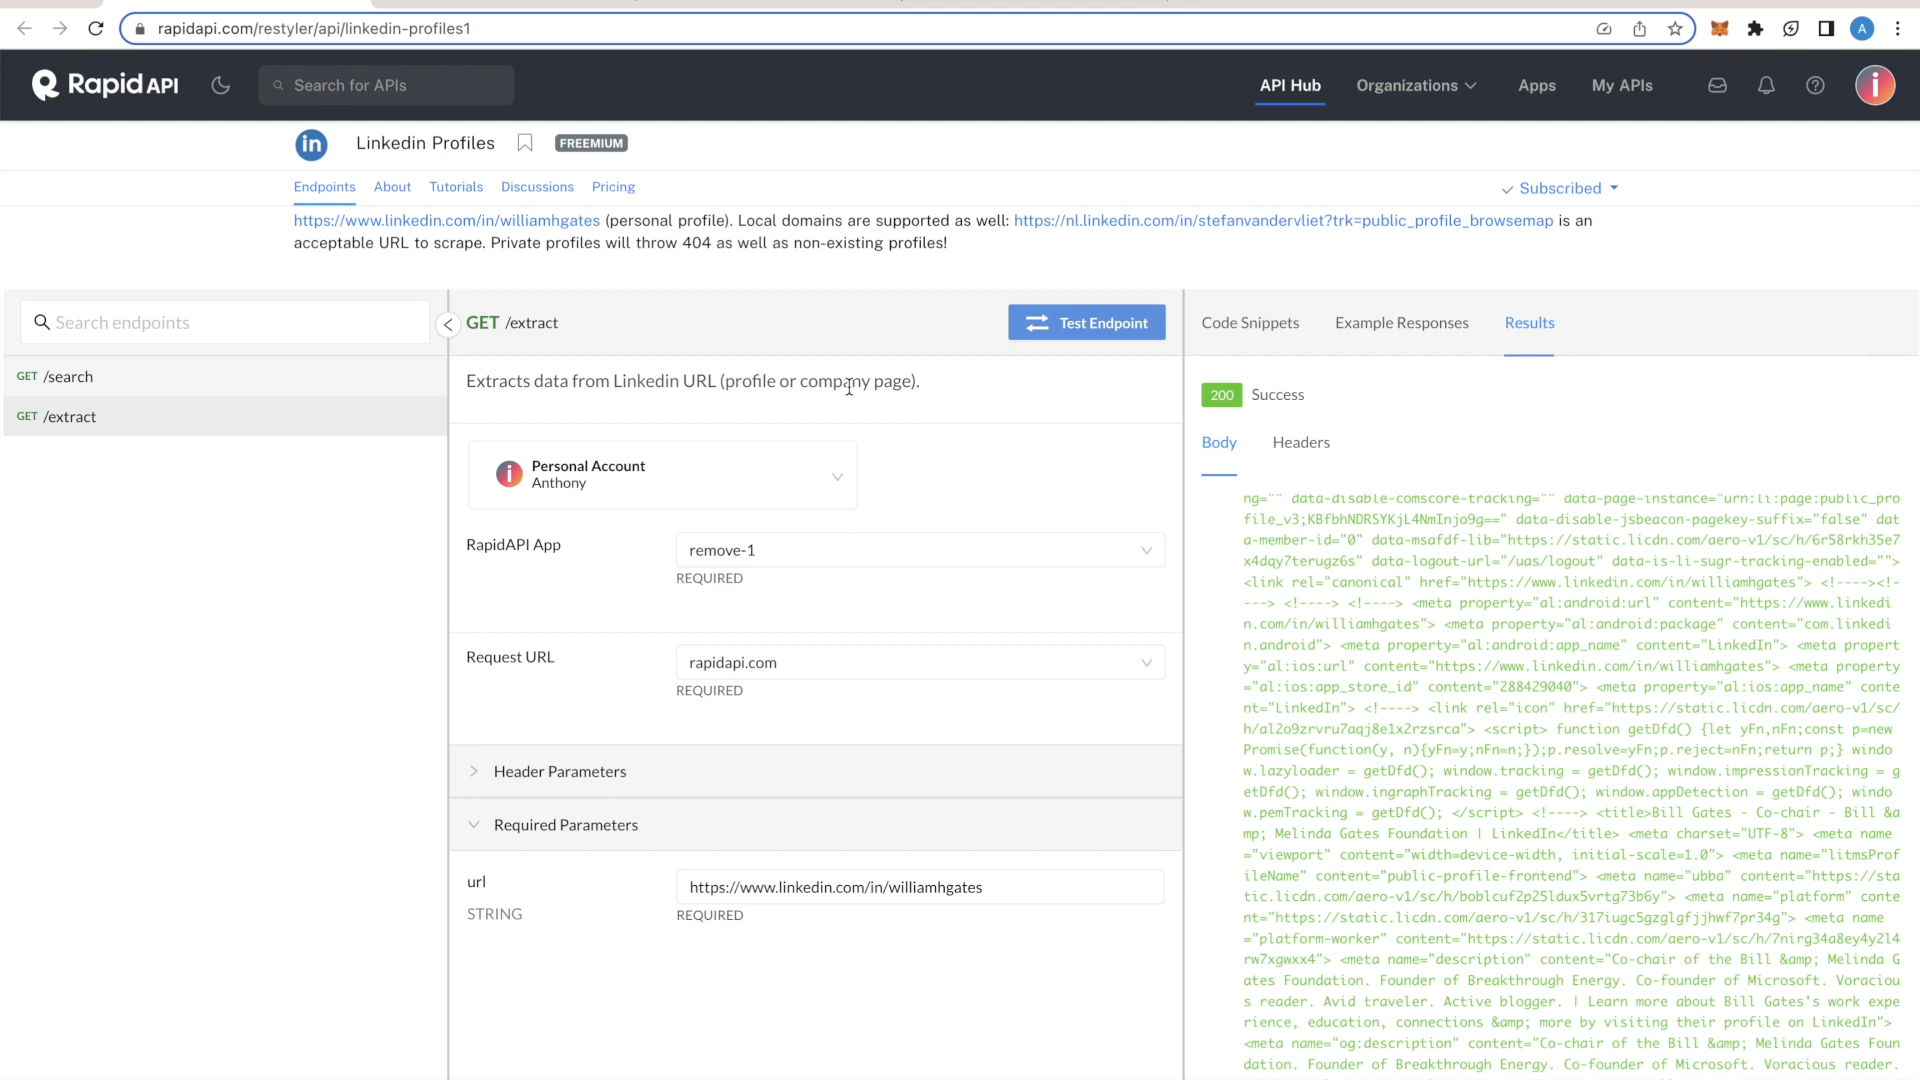 rapidapi.com/restyler/api/linkedin-profiles1
A
Rapid API
Search for APIs
API Hub
Organizations
Apps
My APIs
in
Linkedin Profiles
FREEMIUM
Endpoints
About
Tutorials
Discussions
Pricing
Subscribed
https://www.linkedin.com/in/williamhgates (personal profile). Local domains are supported as well: https://nl.linkedin.com/in/stefanvandervliet?trk=public_profile_browsemap is an
acceptable URL to scrape. Private profiles will throw 404 as well as non-existing profiles!
Search endpoints
GET /search
GET /extract
GET /extract
Test Endpoint
Extracts data from Linkedin URL (profile or company page).
Personal Account
Anthony
RapidAPI App
remove-1
REQUIRED
Request URL
rapidapi.com
REQUIRED
Header Parameters
Required Parameters
url
https://www.linkedin.com/in/williamhgates
STRING
REQUIRED
Code Snippets
Example Responses
Results
200 Success
Body
Headers
ng="" data-disable-comscore-tracking="" data-page-instance="urn:li:page:public_pro
file_v3;KBfbhNDRSYKjL4NmInjo9g==" data-disable-jsbeacon-pagekey-suffix="false" dat
a-member-id="0" data-msafdf-lib="https://static.licdn.com/aero-v1/sc/h/6r58rkh35e7
x4dqy7terugz6s" data-logout-url="/uas/logout" data-is-li-sugr-tracking-enabled="">
<link rel="canonical" href="https://www.linkedin.com/in/williamhgates"> <!----><!-
---> <!----> <!----> <meta property="al:android:url" content="https://www.linkedi
n.com/in/williamhgates"> <meta property="al:android:package" content="com.linkedi
n.android"> <meta property="al:android:app_name" content="LinkedIn"> <meta propert
y="al:ios:url" content="https://www.linkedin.com/in/williamhgates"> <meta property
="al:ios:app_store_id" content="288429040"> <meta property="al:ios:app_name" conte
nt="LinkedIn"> <!----> <link rel="icon" href="https://static.licdn.com/aero-v1/sc/
h/al2o9zrvru7aqj8e1x2rzsrca"> <script> function getDfd() {let yFn,nFn;const p=new
Promise(function(y, n){yFn=y;nFn=n;});p.resolve=yFn;p.reject=nFn;return p;} windo
w.lazyloader = getDfd(); window.tracking = getDfd(); window.impressionTracking = g
etDfd(); window.ingraphTracking = getDfd(); window.appDetection = getDfd(); windo
w.pemTracking = getDfd(); </script> <!----> <title>Bill Gates - Co-chair - Bill &a
mp; Melinda Gates Foundation | LinkedIn</title> <meta charset="UTF-8"> <meta name
="viewport" content="width=device-width, initial-scale=1.0"> <meta name="litmsProf
ileName" content="public-profile-frontend"> <meta name="ubba" content="https://sta
tic.licdn.com/aero-v1/sc/h/boblcuf2p25ldux5vrtg73b6y"> <meta name="platform" conte
nt="https://static.licdn.com/aero-v1/sc/h/317iugc5gzglgfjjhwf7pr34g"> <meta name
="platform-worker" content="https://static.licdn.com/aero-v1/sc/h/7nirg34a8ey4y2l4
rw7xgwxx4"> <meta name="description" content="Co-chair of the Bill &amp; Melinda G
ates Foundation. Founder of Breakthrough Energy. Co-founder of Microsoft. Voraciou
s reader. Avid traveler. Active blogger. | Learn more about Bill Gates's work expe
rience, education, connections &amp; more by visiting their profile on LinkedIn">
<meta name="og:description" content="Co-chair of the Bill &amp; Melinda Gates Foun
dation. Founder of Breakthrough Energy. Co-founder of Microsoft. Voracious reader.